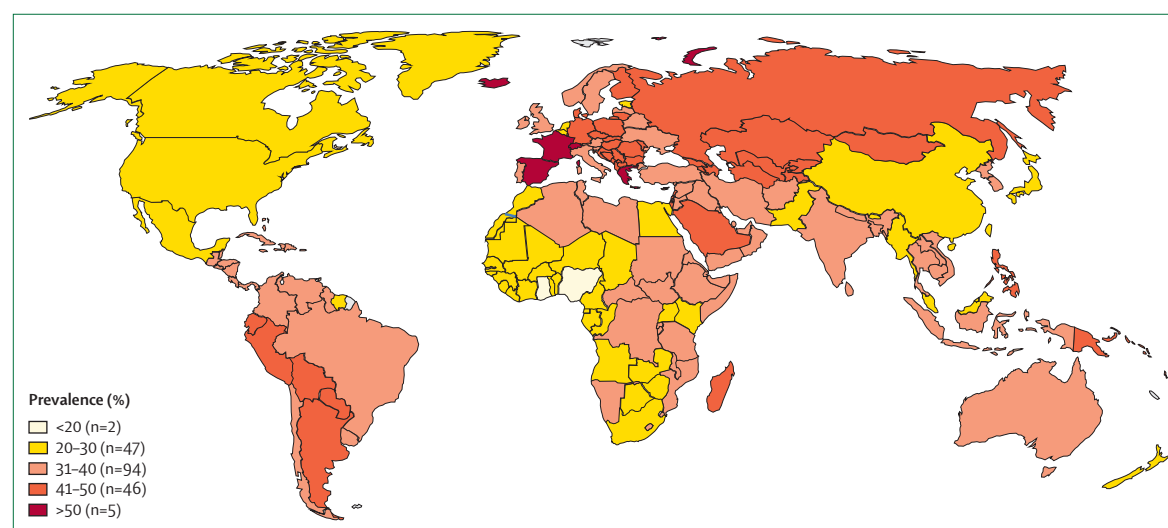 Prevalence (%)
<20 (n=2)
20–30 (n=47)
31–40 (n=94)
41–50 (n=46)
>50 (n=5)